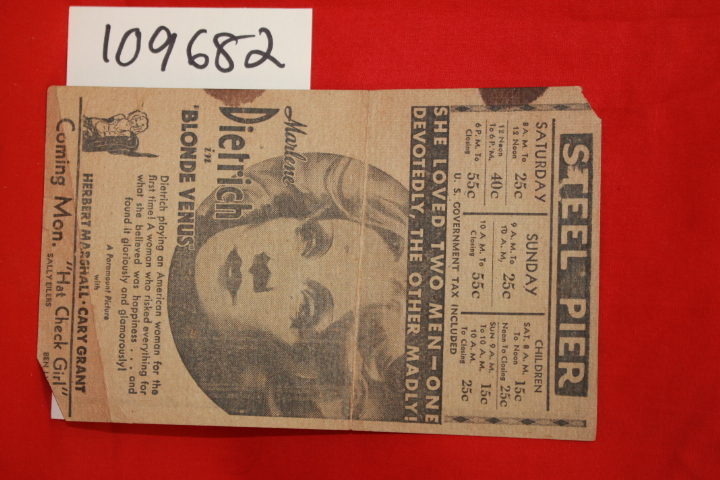 109682
STEEL PIER
SATURDAY
8 A.M. To
12 Noon 25c
12 Noon
To 6 P.M. 40c
6 P.M. To
Closing 55c
SUNDAY
9 A.M. To
10 A.M. 25c
10 A.M. To
Closing 55c
CHILDREN
SAT. 8 A.M.
To Noon 15c
Noon To Closing 25c
SUN. 9 A.M.
To 10 A.M. 15c
10 A.M.
To Closing 25c
U. S. GOVERNMENT TAX INCLUDED
SHE LOVED TWO MEN—ONE
DEVOTEDLY, THE OTHER MADLY!
Marlene
Dietrich
in
'BLONDE VENUS'
Dietrich playing an American woman for the
first time! A woman who risked everything for
what she believed was happiness . . . and
found it gloriously and glamorously!
A Paramount Picture
with
HERBERT MARSHALL · CARY GRANT
Coming Mon. "Hat Check Girl"
SALLY EILERS
BEN